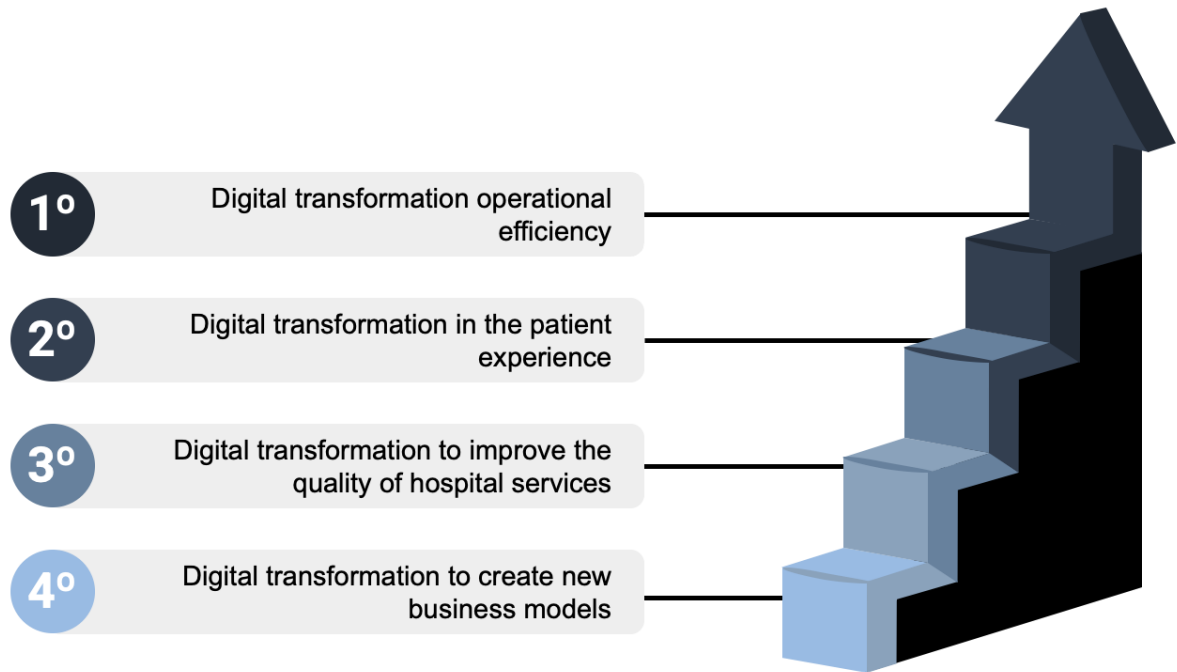 1º
Digital transformation operational
efficiency
2º
Digital transformation in the patient
experience
3º
Digital transformation to improve the
quality of hospital services
4º
Digital transformation to create new
business models